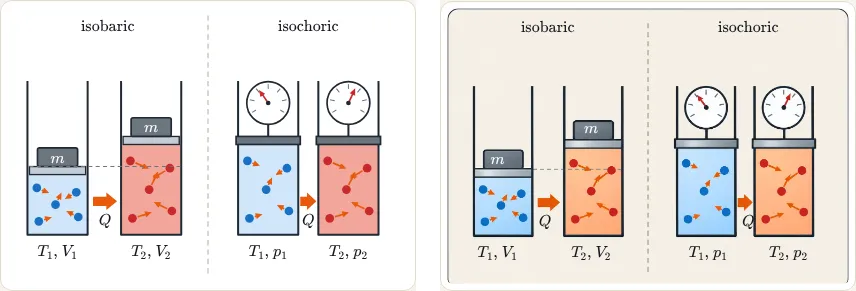 isobaric isochoric
m
m
Q Q
T₁, V₁ T₂, V₂ T₁, p₁ T₂, p₂
isobaric isochoric
m
m
Q Q
T₁, V₁ T₂, V₂ T₁, p₁ T₂, p₂